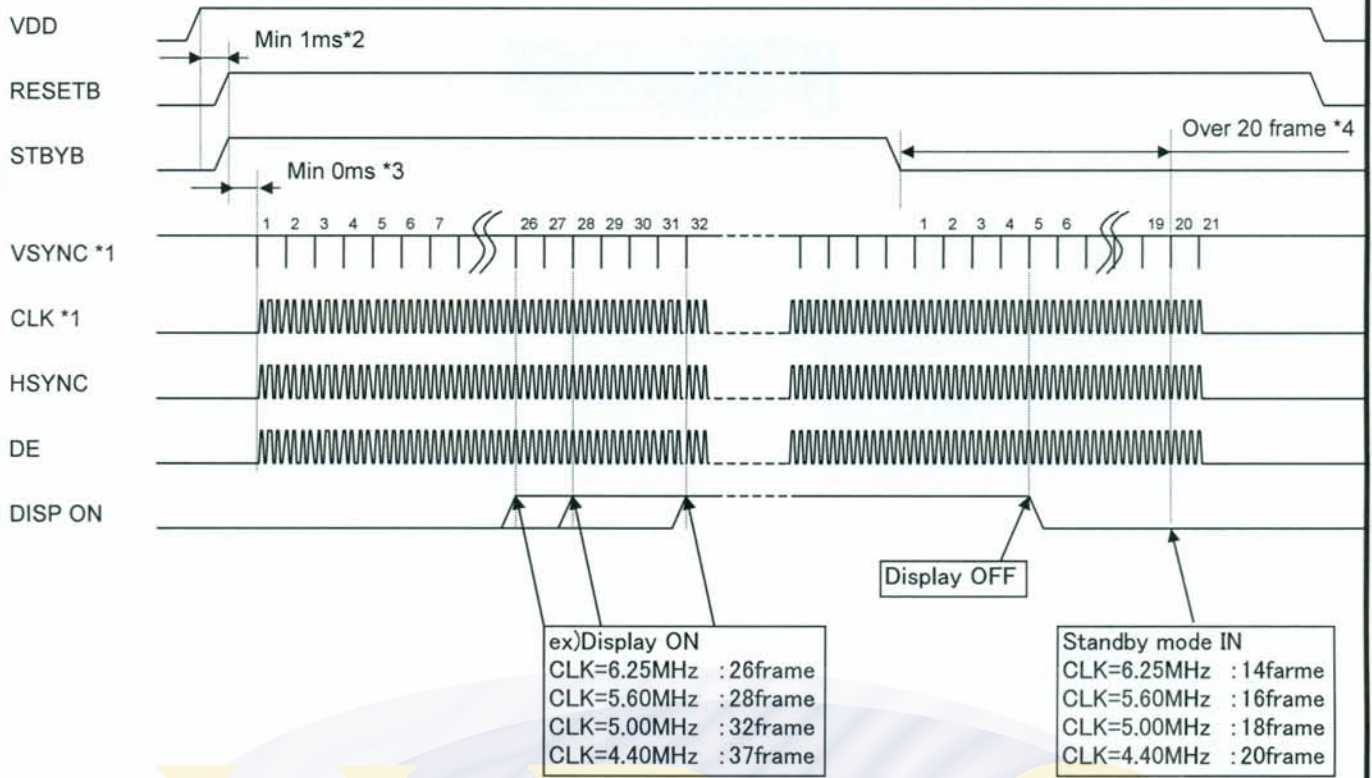 VDD
Min 1ms*2
RESETB
STBYB
Over 20 frame *4
Min 0ms *3
1 2 3 4 5 6 7 26 27 28 29 30 31 32 1 2 3 4 5 6 19 20 21
VSYNC *1
CLK *1
HSYNC
DE
DISP ON
Display OFF
ex)Display ON
CLK=6.25MHz :26frame
CLK=5.60MHz :28frame
CLK=5.00MHz :32frame
CLK=4.40MHz :37frame
Standby mode IN
CLK=6.25MHz :14farme
CLK=5.60MHz :16frame
CLK=5.00MHz :18frame
CLK=4.40MHz :20frame